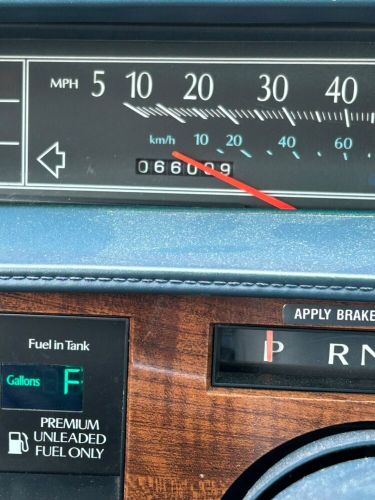 MPH 5 10 20 30 40
km/h 10 20 40 60
066009
APPLY BRAKE
Fuel in Tank
P R N
Gallons F
PREMIUM
UNLEADED
FUEL ONLY